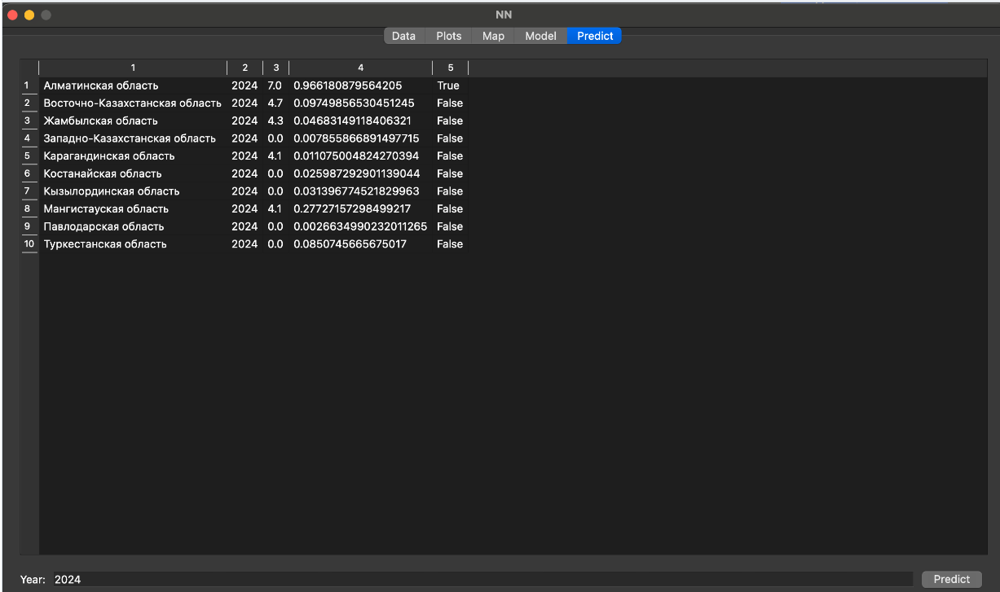 NN
Data Plots Map Model Predict
1 2 3 4 5
1 Алматинская область 2024 7.0 0.966180879564205 True
2 Восточно-Казахстанская область 2024 4.7 0.09749856530451245 False
3 Жамбылская область 2024 4.3 0.04683149118406321 False
4 Западно-Казахстанская область 2024 0.0 0.007855866891497715 False
5 Карагандинская область 2024 4.1 0.011075004824270394 False
6 Костанайская область 2024 0.0 0.025987292901139044 False
7 Кызылординская область 2024 0.0 0.031396774521829963 False
8 Мангистауская область 2024 4.1 0.27727157298499217 False
9 Павлодарская область 2024 0.0 0.0026634990232011265 False
10 Туркестанская область 2024 0.0 0.0850745665675017 False
Year: 2024 Predict